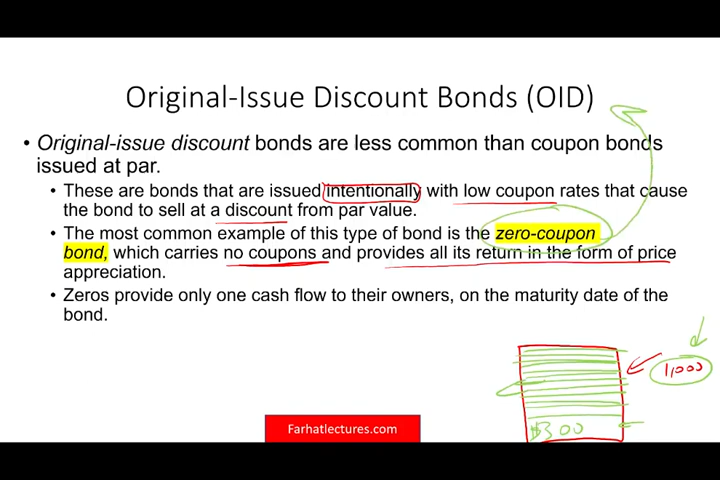 Original-Issue Discount Bonds (OID)
• Original-issue discount bonds are less common than coupon bonds
issued at par.
• These are bonds that are issued intentionally with low coupon rates that cause
the bond to sell at a discount from par value.
• The most common example of this type of bond is the zero-coupon
bond, which carries no coupons and provides all its return in the form of price
appreciation.
• Zeros provide only one cash flow to their owners, on the maturity date of the
bond.
1,000
$300
Farhatlectures.com